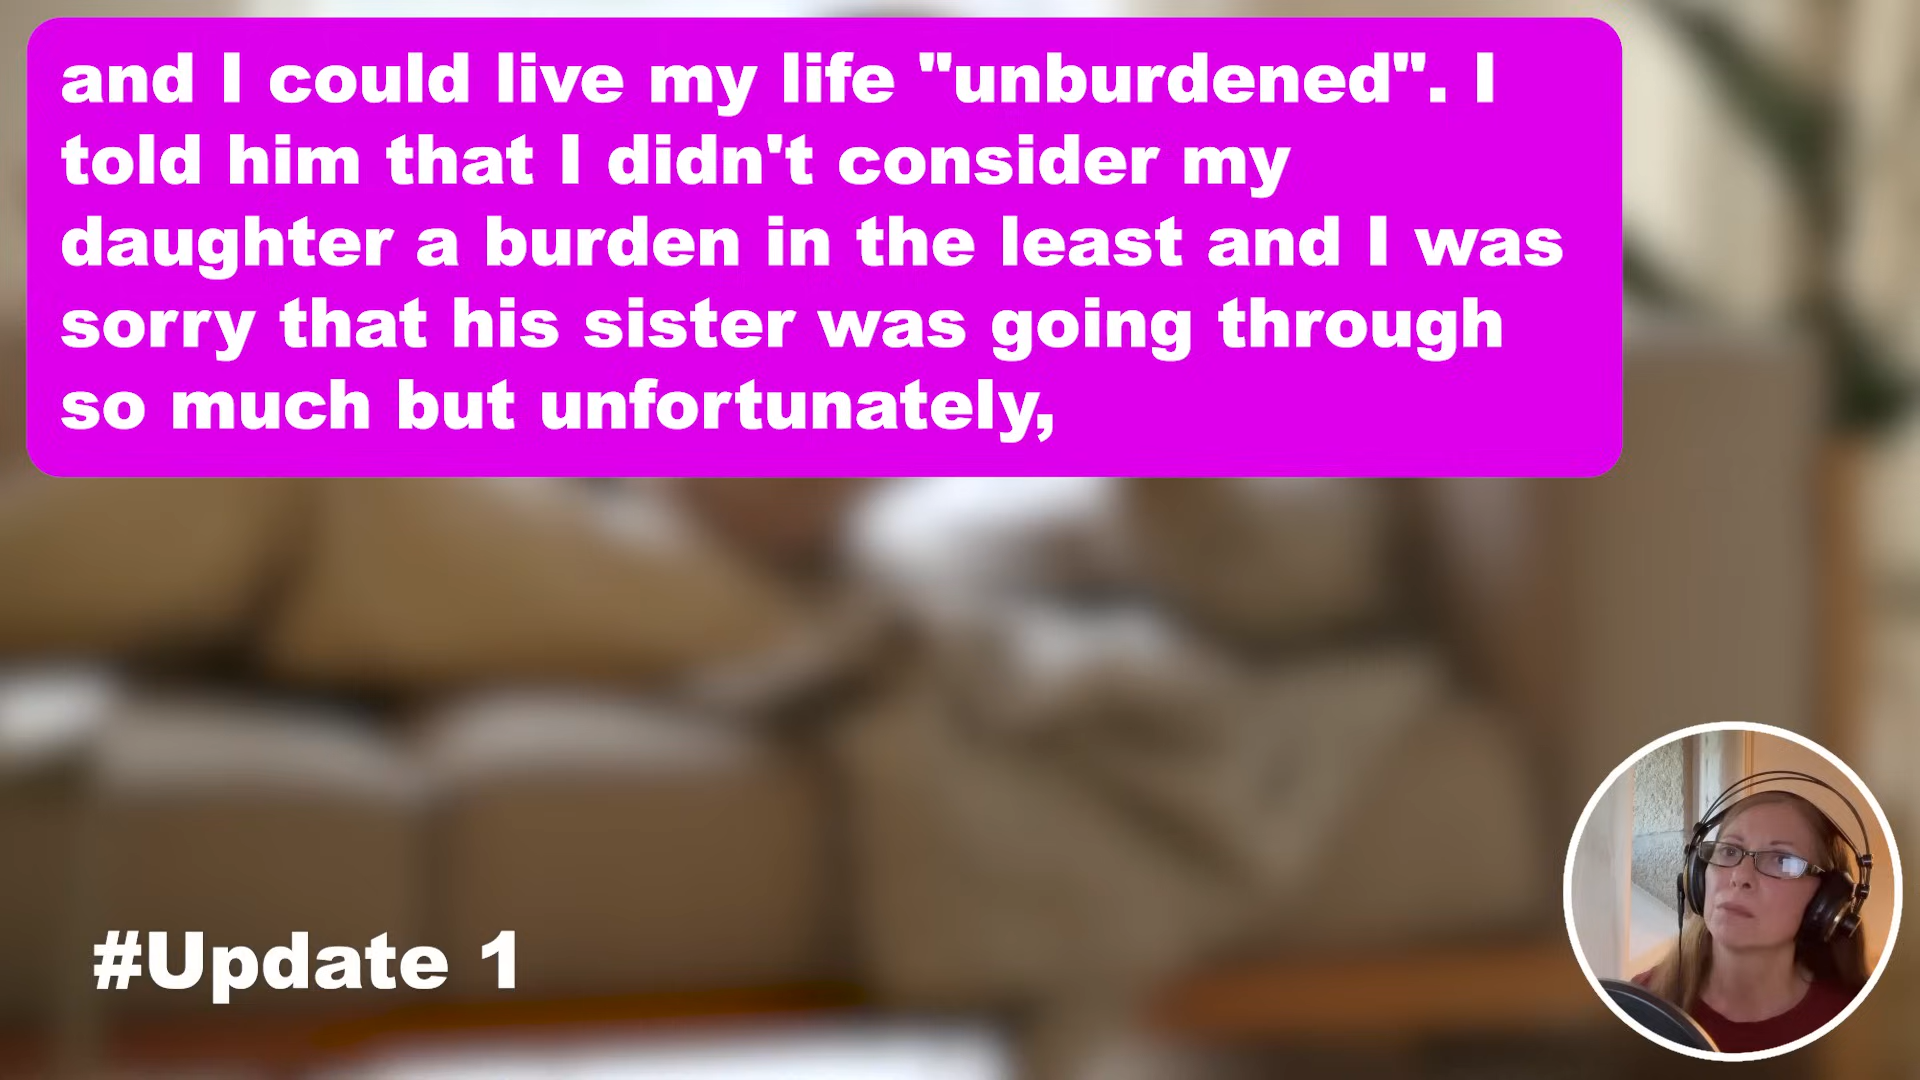 and I could live my life "unburdened". I
told him that I didn't consider my
daughter a burden in the least and I was
sorry that his sister was going through
so much but unfortunately,
#Update 1